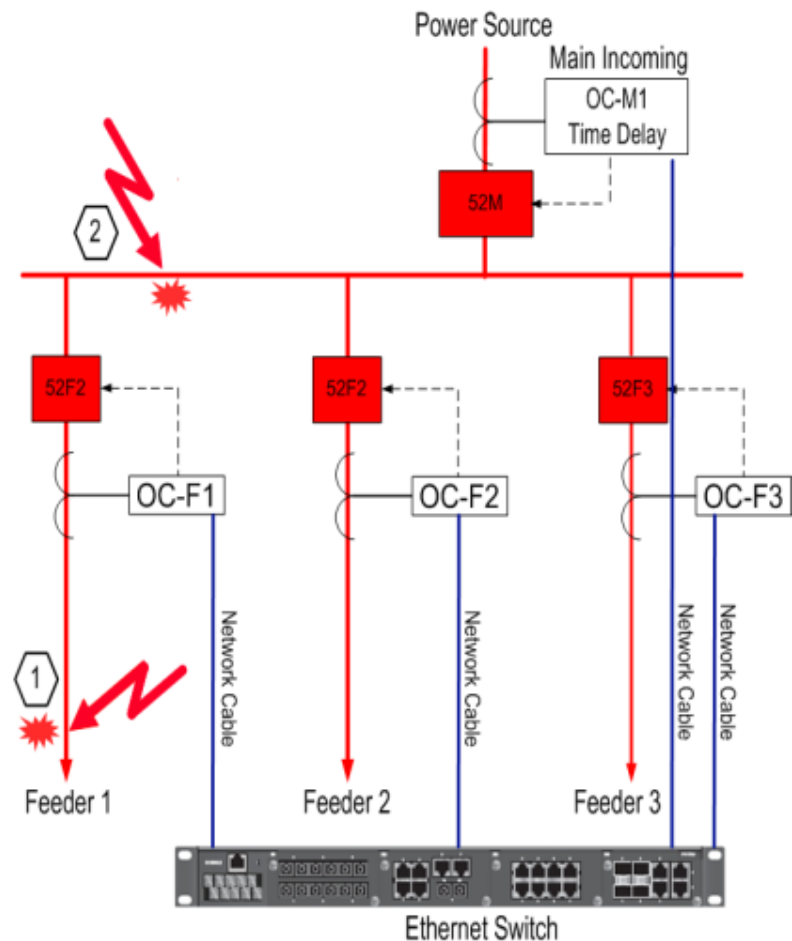 Power Source
Main Incoming
OC-M1
Time Delay
52M
2
52F2
52F2
52F3
OC-F1
OC-F2
OC-F3
Network Cable
Network Cable
Network Cable
Network Cable
1
Feeder 1
Feeder 2
Feeder 3
Ethernet Switch